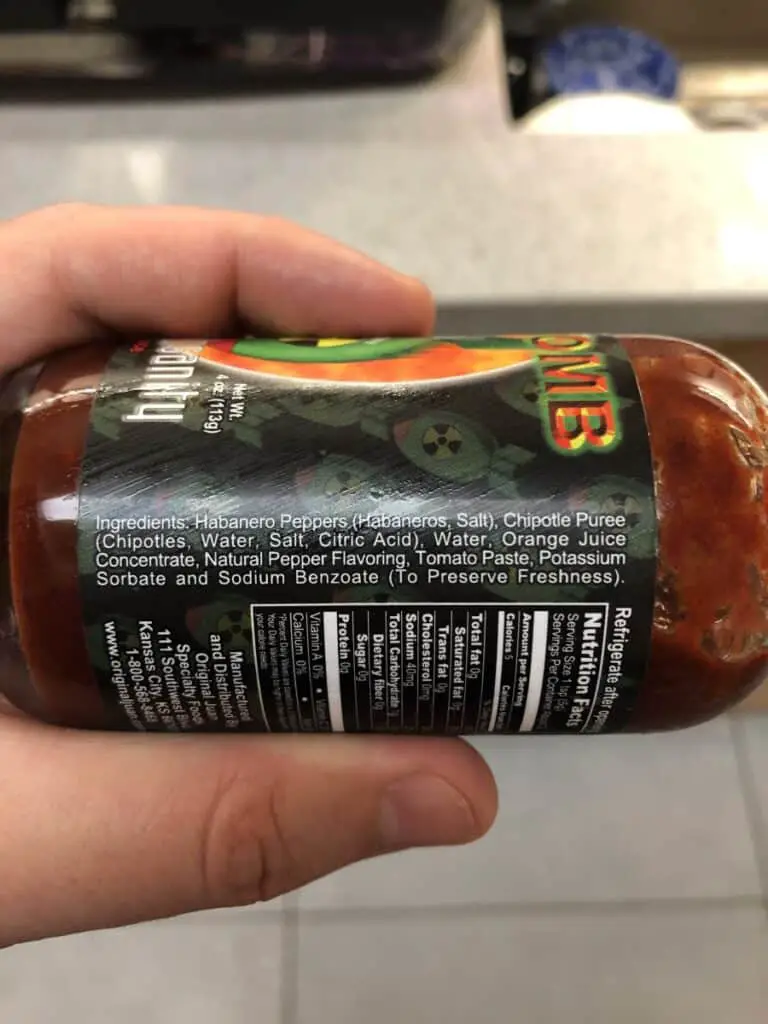 OMB
Net Wt.
4 oz. (113g)
Ingredients: Habanero Peppers (Habaneros, Salt), Chipotle Puree
(Chipotles, Water, Salt, Citric Acid), Water, Orange Juice
Concentrate, Natural Pepper Flavoring, Tomato Paste, Potassium
Sorbate and Sodium Benzoate (To Preserve Freshness).
Refrigerate after
Nutrition Facts
Serving Size 1 tsp (5g)
Servings Per
Amount per Serving
Calories 5 Calories
Total fat 0g
Saturated fat 0g
Trans fat 0g
Cholesterol 0mg
Sodium 40mg
Total Carbohydrate
Dietary fiber 0g
Sugar 0g
Protein 0g
Vitamin A 0% •
Calcium 0% •
Manufactured
and Distributed
Original Juan
Specialty Foods
111 Southwest
Kansas City, KS
1-800-568-